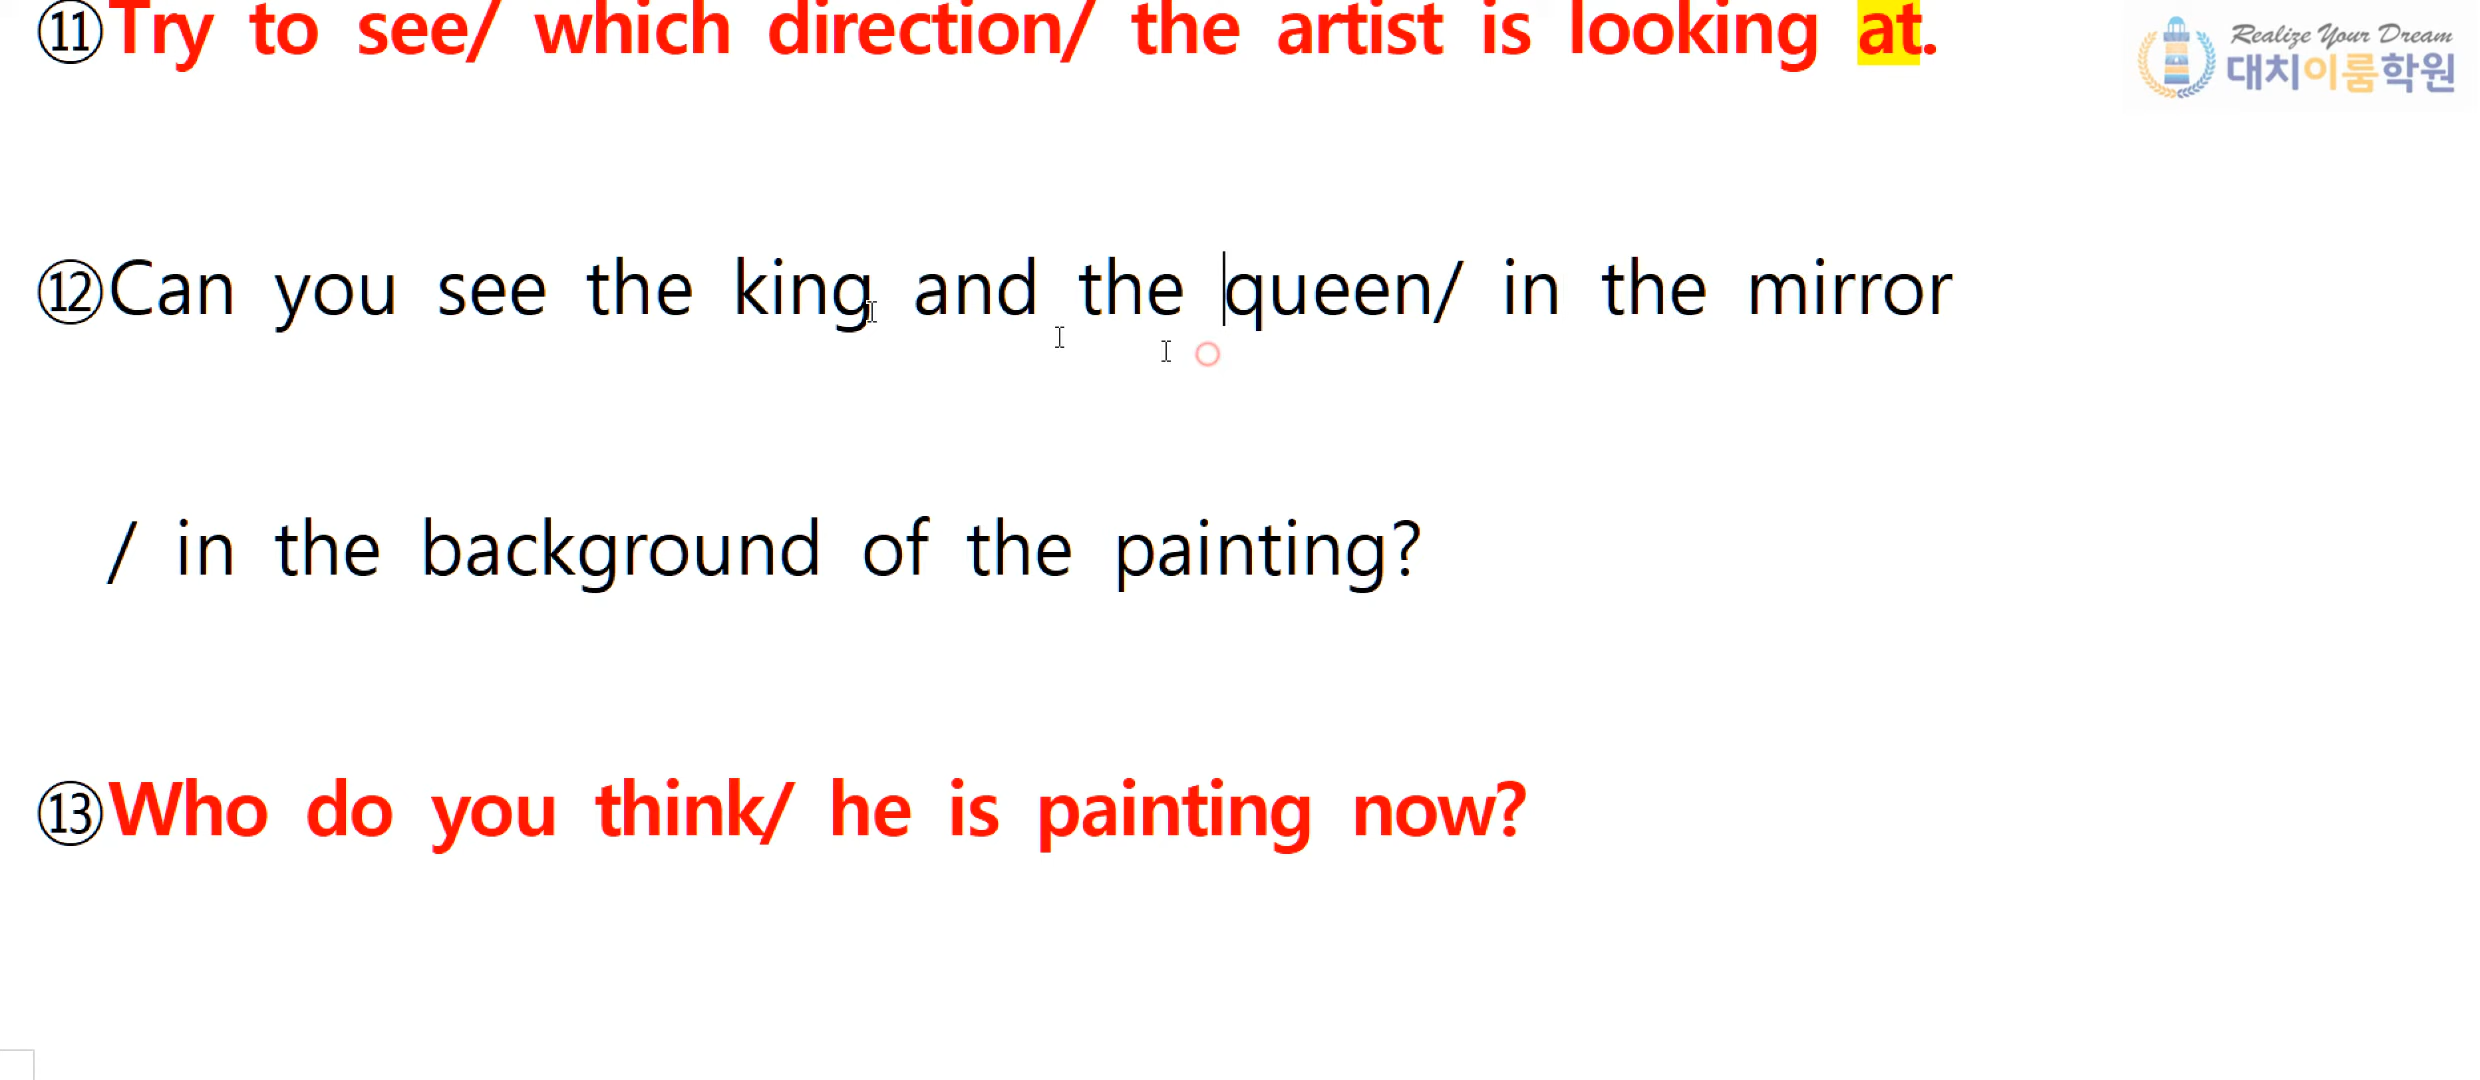 ⑪Try to see/ which direction/ the artist is looking at.
Realize Your Dream
대치이룸학원
⑫Can you see the king and the queen/ in the mirror
/ in the background of the painting?
⑬Who do you think/ he is painting now?